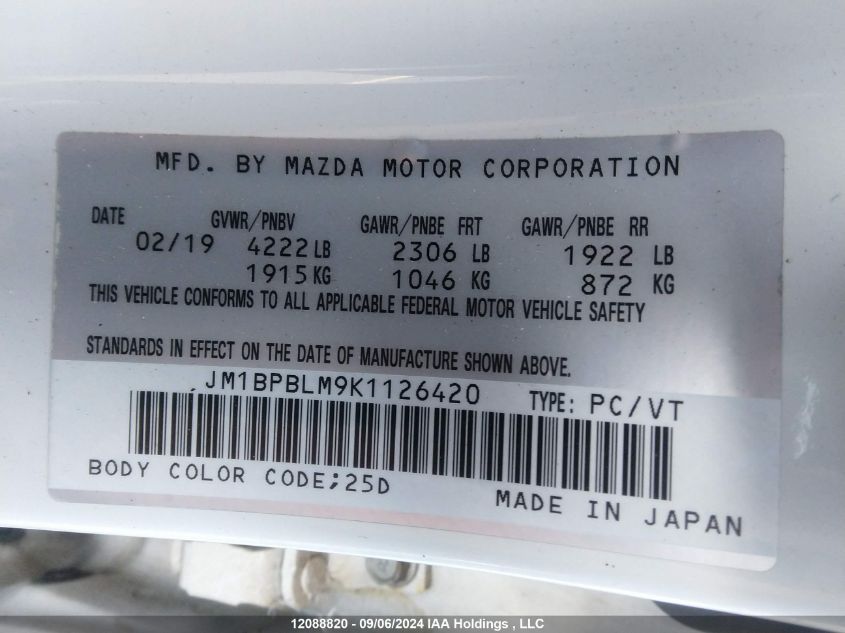 MFD. BY MAZDA MOTOR CORPORATION
DATE GVWR/PNBV GAWR/PNBE FRT GAWR/PNBE RR
02/19 4222 LB 2306 LB 1922 LB
1915 KG 1046 KG 872 KG
THIS VEHICLE CONFORMS TO ALL APPLICABLE FEDERAL MOTOR VEHICLE SAFETY
STANDARDS IN EFFECT ON THE DATE OF MANUFACTURE SHOWN ABOVE.
JM1BPBLM9K1126420 TYPE: PC/VT
BODY COLOR CODE;25D
MADE IN JAPAN
12088820 - 09/06/2024 IAA Holdings , LLC